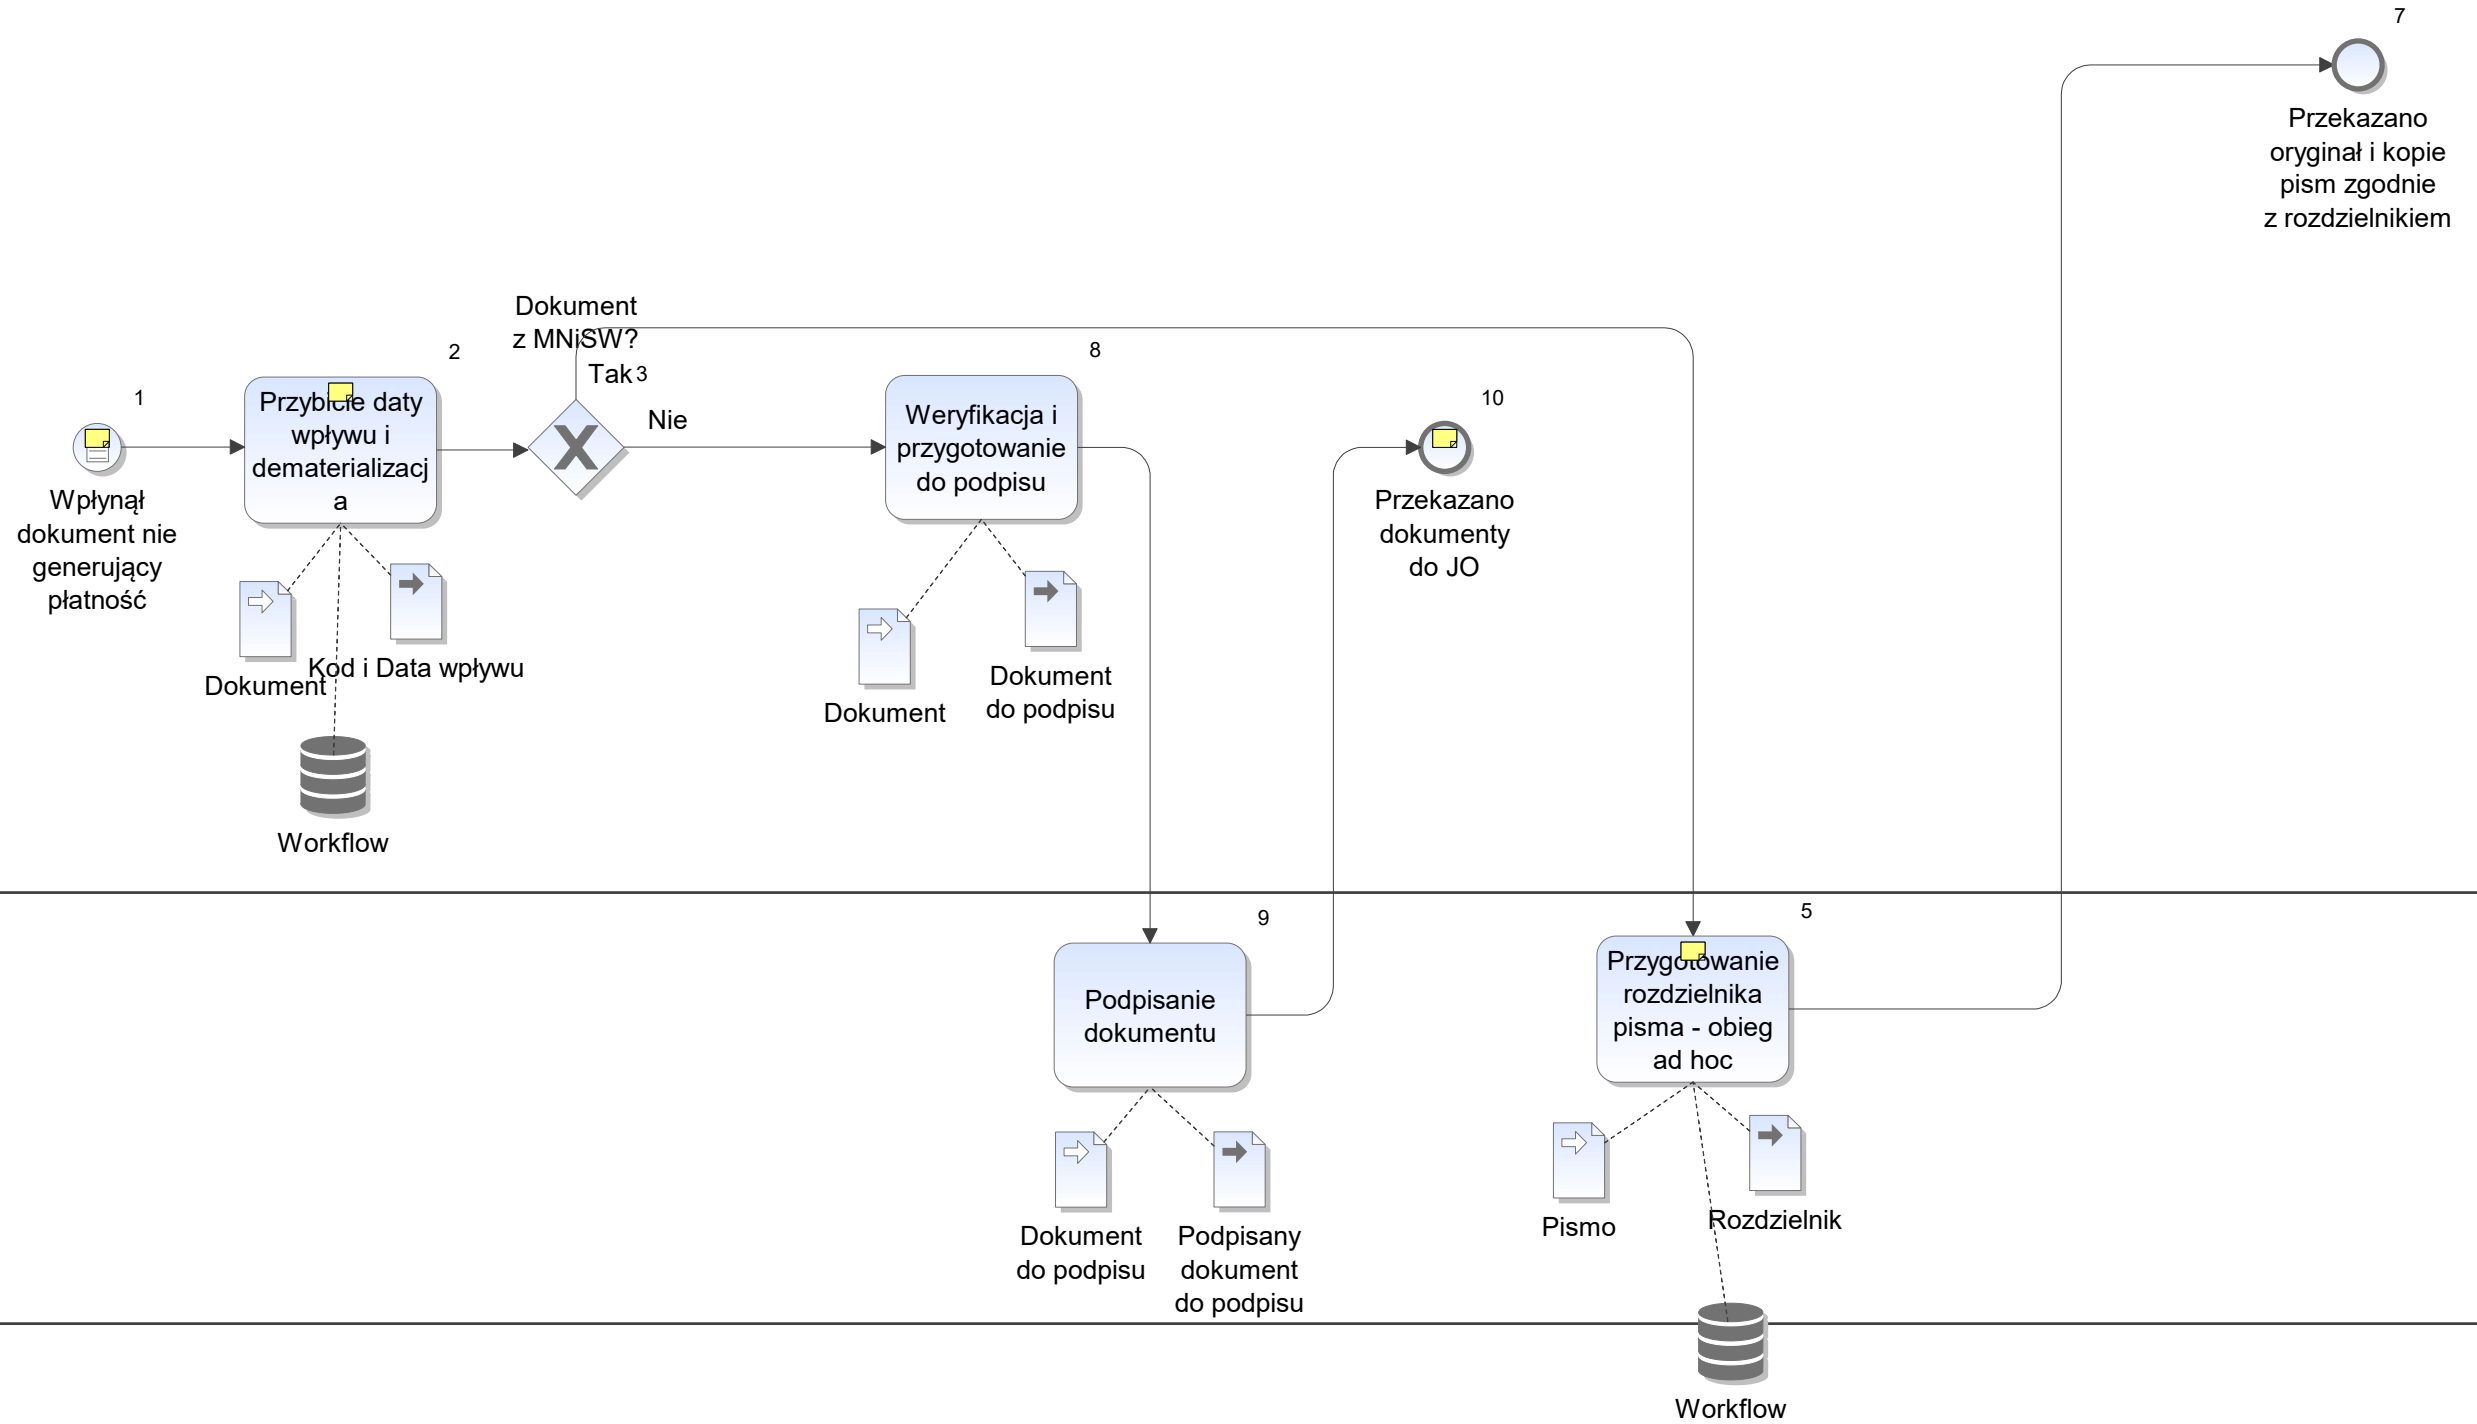 7
Przekazano
oryginał i kopie
pism zgodnie
z rozdzielnikiem
Dokument
z MNiSW?
Tak
3
Nie
1
Wpłynął
dokument nie
generujący
płatność
2
Przybicie daty
wpływu i
dematerializacj
a
Dokument
Kod i Data wpływu
Workflow
8
Weryfikacja i
przygotowanie
do podpisu
Dokument
Dokument
do podpisu
10
Przekazano
dokumenty
do JO
9
Podpisanie
dokumentu
Dokument
do podpisu
Podpisany
dokument
do podpisu
5
Przygotowanie
rozdzielnika
pisma - obieg
ad hoc
Pismo
Rozdzielnik
Workflow